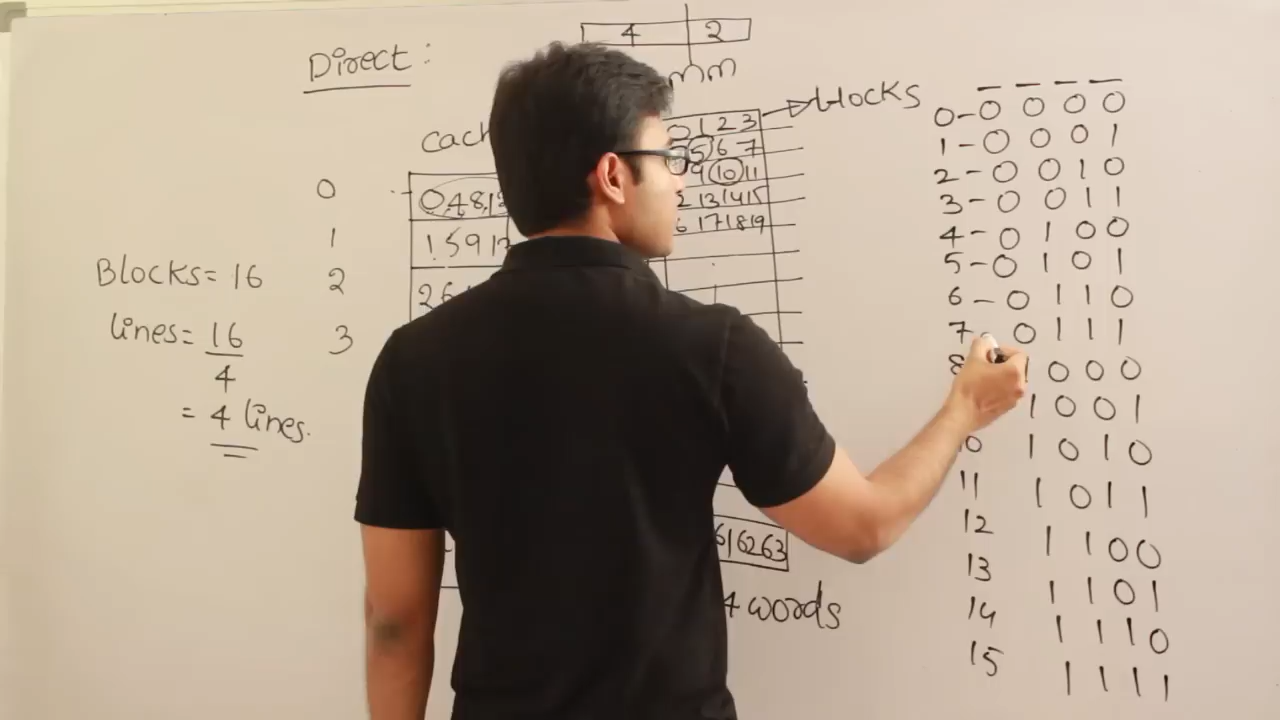 4 2
Direct :
mm
blocks
0 1 2 3
5 6 7
9 10 11
13 14 15
17 18 19
0
1
2
3
0 4 8 12
1 5 9 13
2 6
Blocks = 16
lines = 16
4
= 4 lines.
61 62 63
4 words
0 - 0 0 0 0
1 - 0 0 0 1
2 - 0 0 1 0
3 - 0 0 1 1
4 - 0 1 0 0
5 - 0 1 0 1
6 - 0 1 1 0
7 - 0 1 1 1
8 0 0 0
1 0 0 1
10 1 0 1 0
11 1 0 1 1
12 1 1 0 0
13 1 1 0 1
14 1 1 1 0
15 1 1 1 1